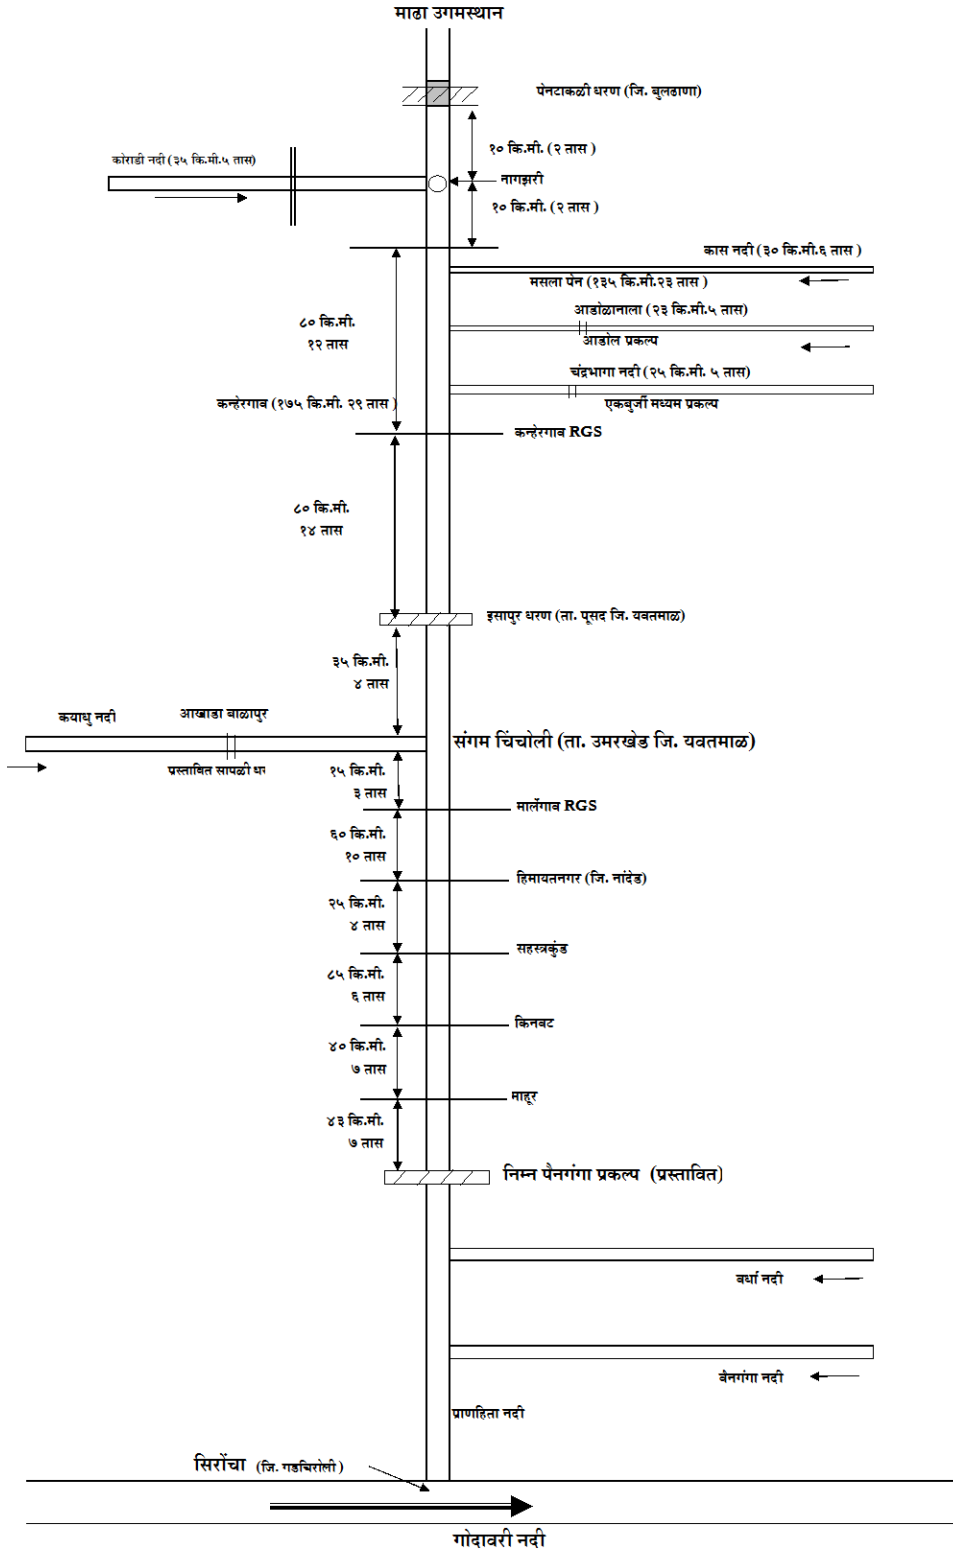 माढा उगमस्थान
पेनटाकळी धरण (जि. बुलढाणा)
१० कि.मी. (२ तास )
कोराडी नदी (३५ कि.मी.५ तास)
नागझरी
१० कि.मी. (२ तास )
कास नदी (३० कि.मी.६ तास )
मसला पेन (१३५ कि.मी.२३ तास )
आडोळानाला (२३ कि.मी.५ तास)
८० कि.मी.
१२ तास
आडोल प्रकल्प
चंद्रभागा नदी (२५ कि.मी. ५ तास)
कन्हेरगाव (१७५ कि.मी. २९ तास )
एकबुर्जी मध्यम प्रकल्प
कन्हेरगाव RGS
८० कि.मी.
१४ तास
इसापुर धरण (ता. पूसद जि. यवतमाळ)
३५ कि.मी.
४ तास
कयाधु नदी
आखाडा बाळापुर
संगम चिंचोली (ता. उमरखेड जि. यवतमाळ)
प्रस्तावित सापळी धर
१५ कि.मी.
३ तास
मार्लेगाव RGS
६० कि.मी.
१० तास
हिमायतनगर (जि. नांदेड)
२५ कि.मी.
४ तास
सहस्त्रकुंड
८५ कि.मी.
६ तास
किनवट
४० कि.मी.
७ तास
माहूर
४३ कि.मी.
७ तास
निम्न पैनगंगा प्रकल्प (प्रस्तावित)
वर्धा नदी
वैनगंगा नदी
प्राणहिता नदी
सिरोंचा (जि. गडचिरोली )
गोदावरी नदी